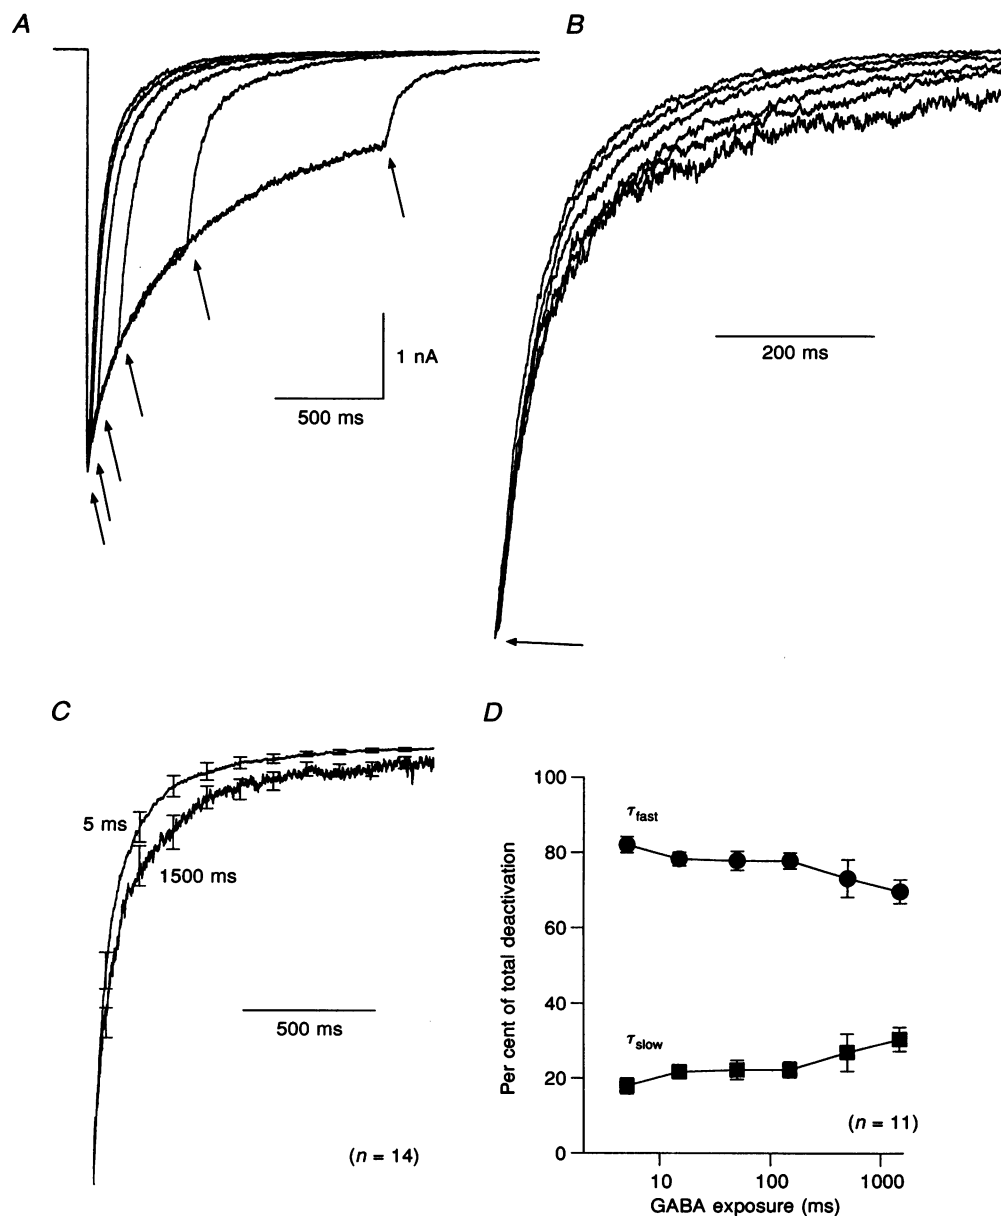 A
B
1 nA
500 ms
200 ms
C
D
5 ms
1500 ms
500 ms
(n = 14)
Per cent of total deactivation
100
80
60
40
20
0
τfast
τslow
(n = 11)
10
100
1000
GABA exposure (ms)